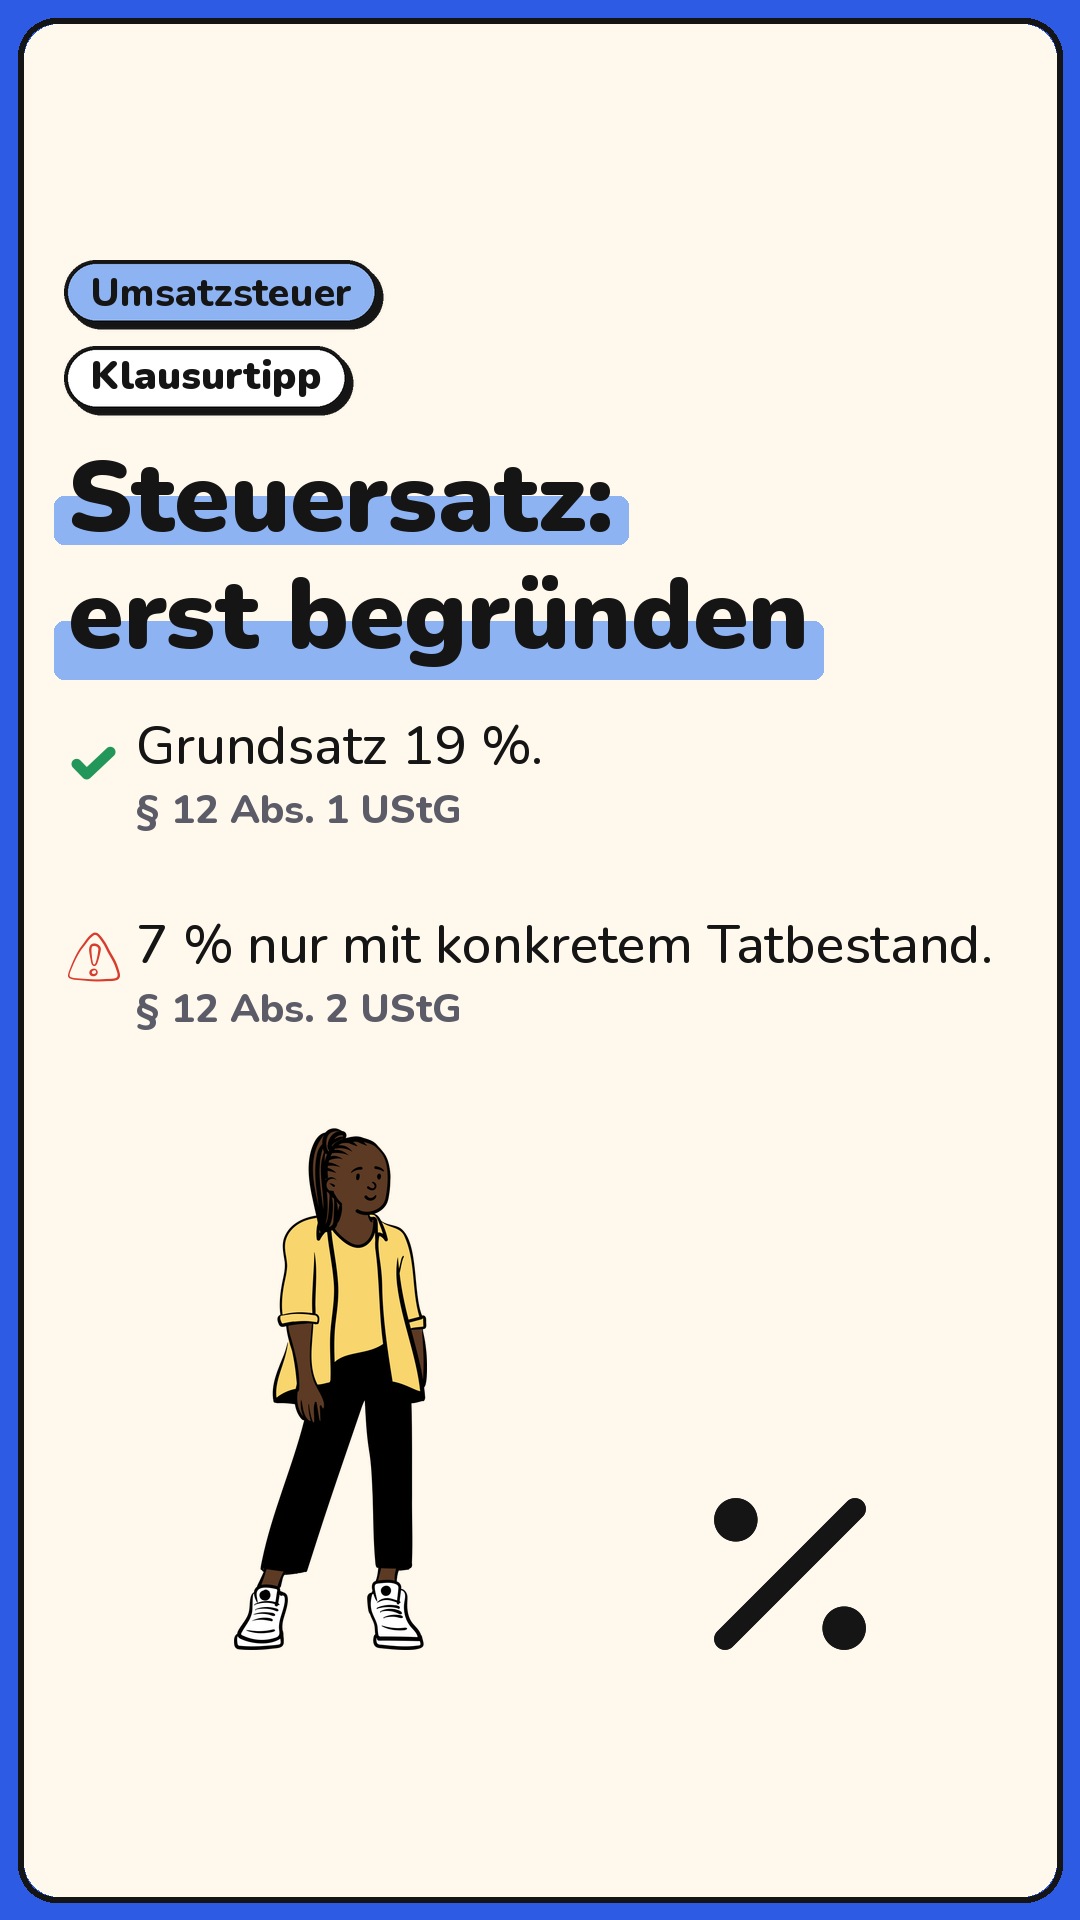 Umsatzsteuer
Klausurtipp
Steuersatz:
erst begründen
Grundsatz 19 %.
§ 12 Abs. 1 UStG
7 % nur mit konkretem Tatbestand.
§ 12 Abs. 2 UStG
%